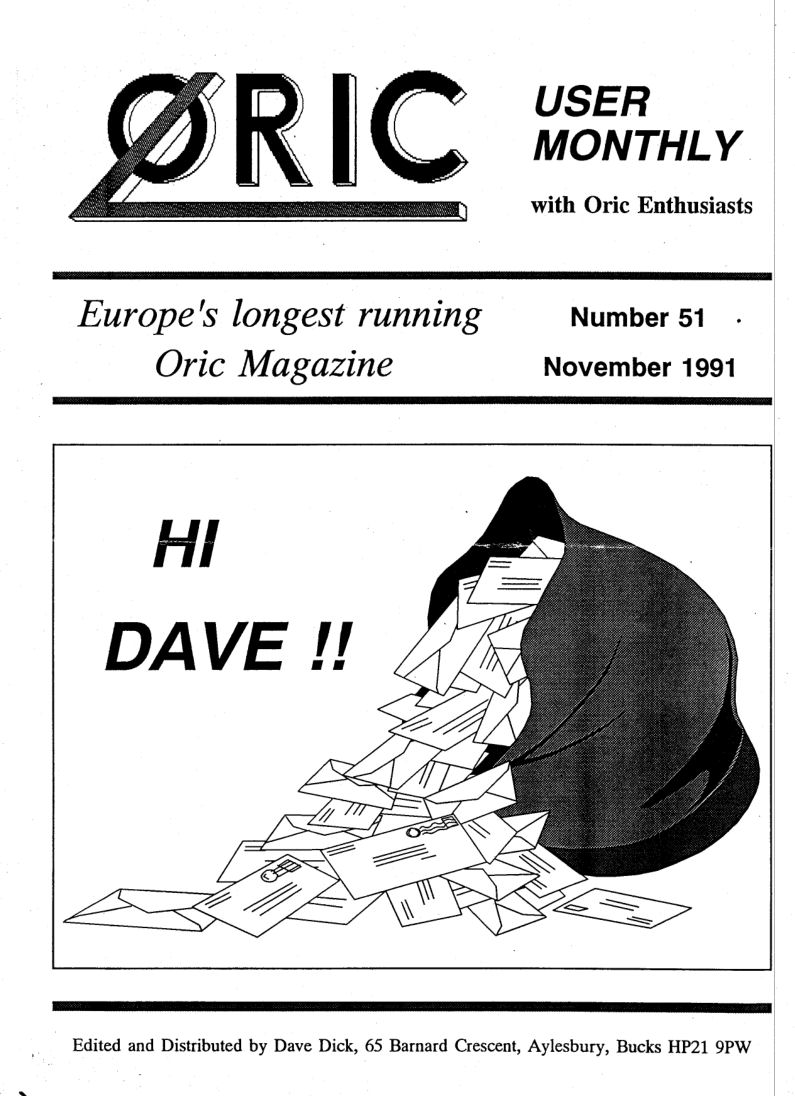 ORIC
USER
MONTHLY
with Oric Enthusiasts
Europe's longest running
Oric Magazine
Number 51
November 1991
HI
DAVE !!
Edited and Distributed by Dave Dick, 65 Barnard Crescent, Aylesbury, Bucks HP21 9PW